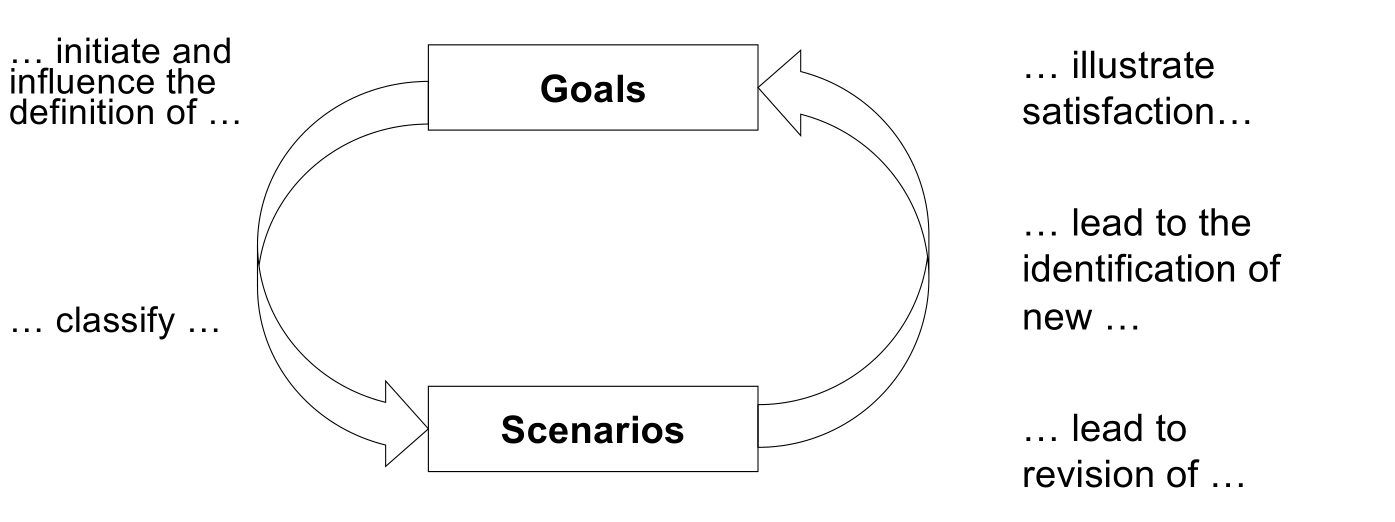 … initiate and
influence the
definition of …
Goals
… illustrate
satisfaction…
… lead to the
identification of
new …
… classify …
Scenarios
… lead to
revision of …